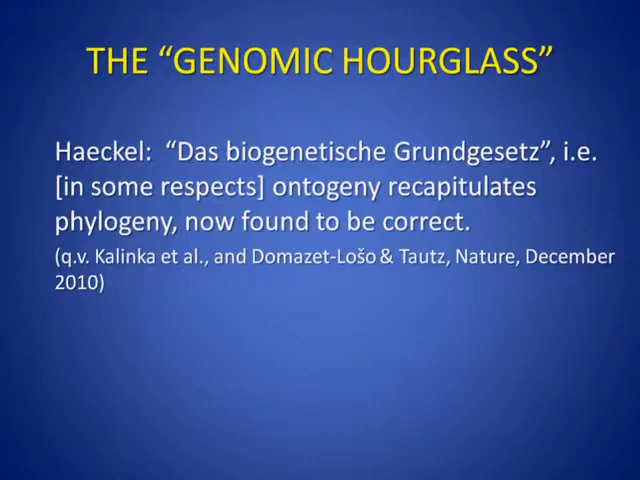 THE “GENOMIC HOURGLASS”
Haeckel: “Das biogenetische Grundgesetz”, i.e.
[in some respects] ontogeny recapitulates
phylogeny, now found to be correct.
(q.v. Kalinka et al., and Domazet-Lošo & Tautz, Nature, December
2010)